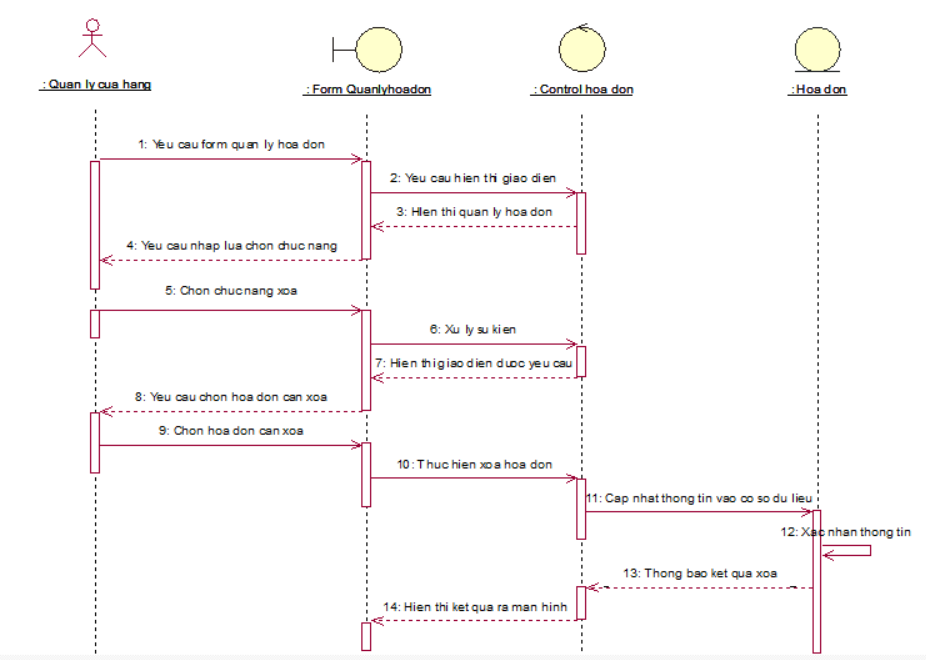 : Quan ly cua hang
: Form Quanlyhoadon
: Control hoa don
: Hoa don
1: Yeu cau form quan ly hoa don
2: Yeu cau hien thi giao dien
3: HIen thi quan ly hoa don
4: Yeu cau nhap lua chon chuc nang
5: Chon chuc nang xoa
6: Xu ly su kien
7: Hien thi giao dien duoc yeu cau
8: Yeu cau chon hoa don can xoa
9: Chon hoa don can xoa
10: Thuc hien xoa hoa don
11: Cap nhat thong tin vao co so du lieu
12: Xac nhan thong tin
13: Thong bao ket qua xoa
14: Hien thi ket qua ra man hinh